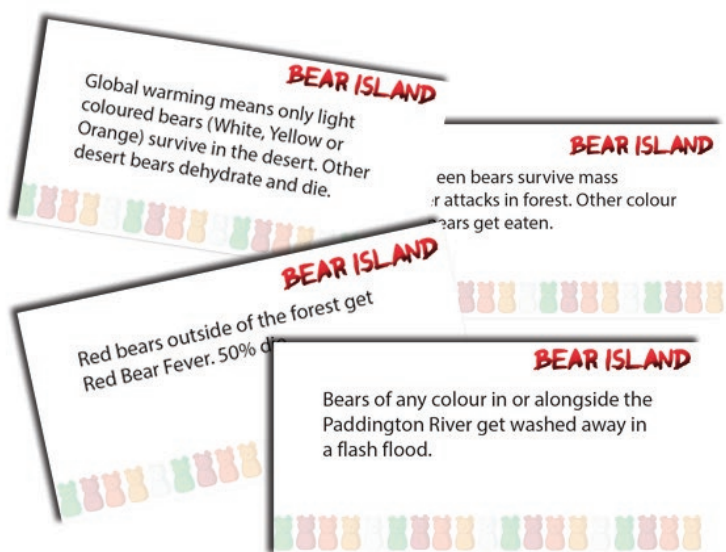 BEAR ISLAND
Global warming means only light
coloured bears (White, Yellow or
Orange) survive in the desert. Other
desert bears dehydrate and die.
BEAR ISLAND
een bears survive mass
r attacks in forest. Other colour
ears get eaten.
BEAR ISLAND
Red bears outside of the forest get
Red Bear Fever. 50%
BEAR ISLAND
Bears of any colour in or alongside the
Paddington River get washed away in
a flash flood.